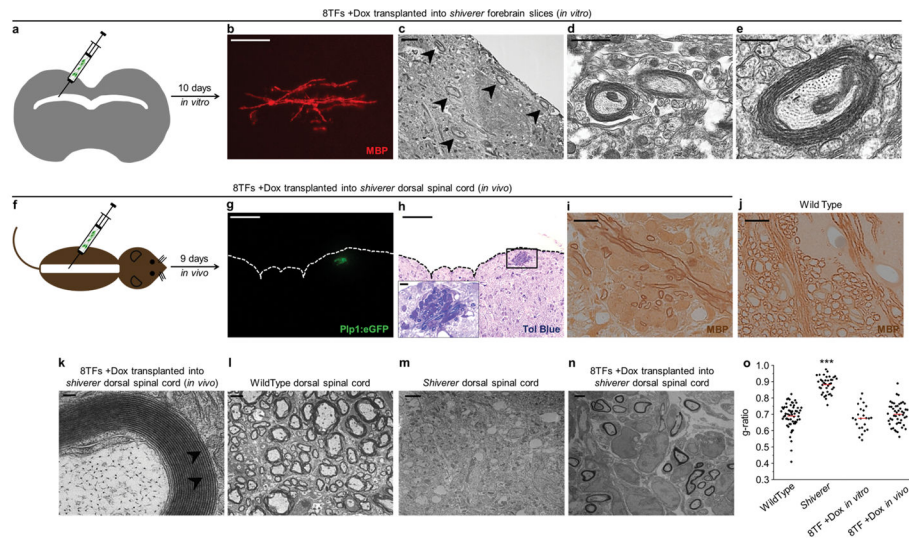 8TFs +Dox transplanted into shiverer forebrain slices (in vitro)
a
b
c
d
e
10 days
in vitro
MBP
8TFs +Dox transplanted into shiverer dorsal spinal cord (in vivo)
f
g
h
i
j
Wild Type
9 days
in vivo
Plp1:eGFP
Tol Blue
MBP
MBP
k
8TFs +Dox transplanted into
shiverer dorsal spinal cord (in vivo)
l
WildType dorsal spinal cord
m
Shiverer dorsal spinal cord
n
8TFs +Dox transplanted into
shiverer dorsal spinal cord
o
***
1.0
0.9
0.8
0.7
0.6
0.5
0.4
0.3
g-ratio
WildType
Shiverer
8TF +Dox in vitro
8TF +Dox in vivo